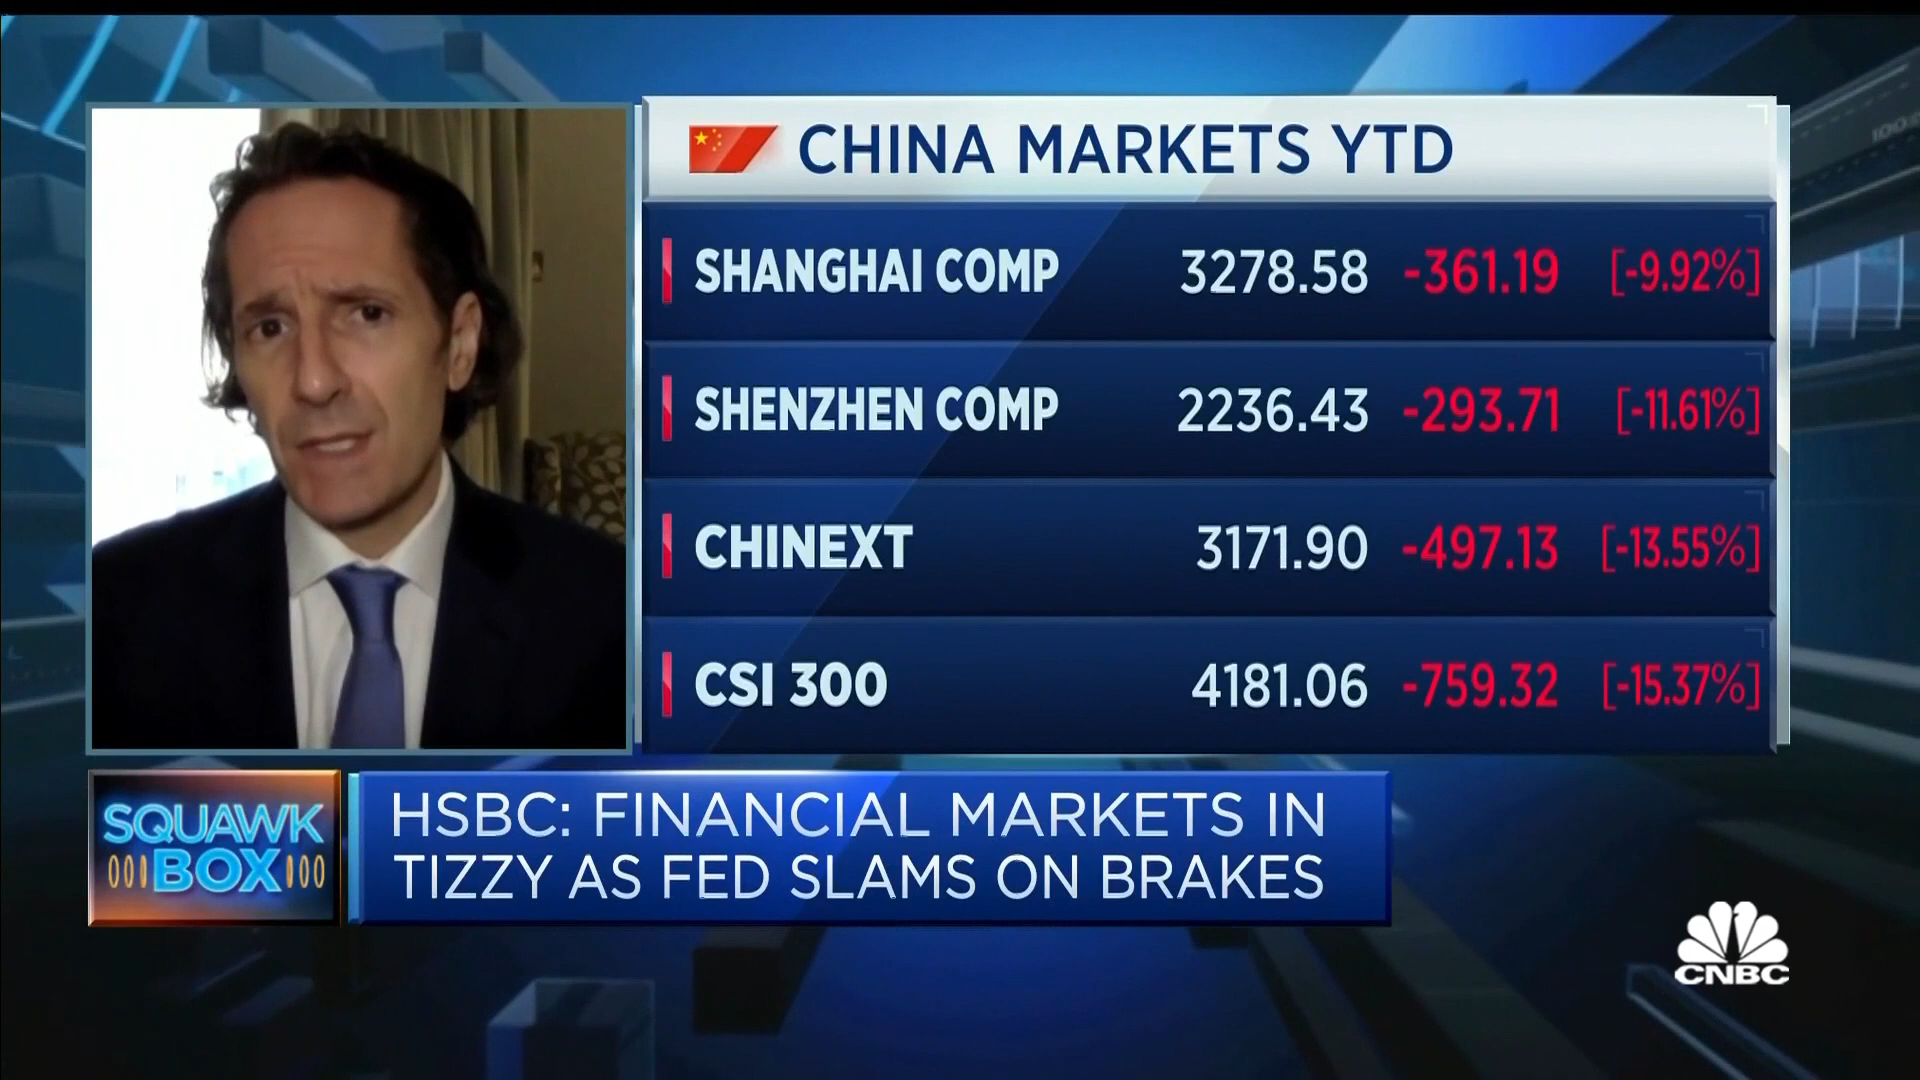 CHINA MARKETS YTD
SHANGHAI COMP 3278.58 -361.19 [-9.92%]
SHENZHEN COMP 2236.43 -293.71 [-11.61%]
CHINEXT 3171.90 -497.13 [-13.55%]
CSI 300 4181.06 -759.32 [-15.37%]
SQUAWK
BOX
HSBC: FINANCIAL MARKETS IN
TIZZY AS FED SLAMS ON BRAKES
CNBC